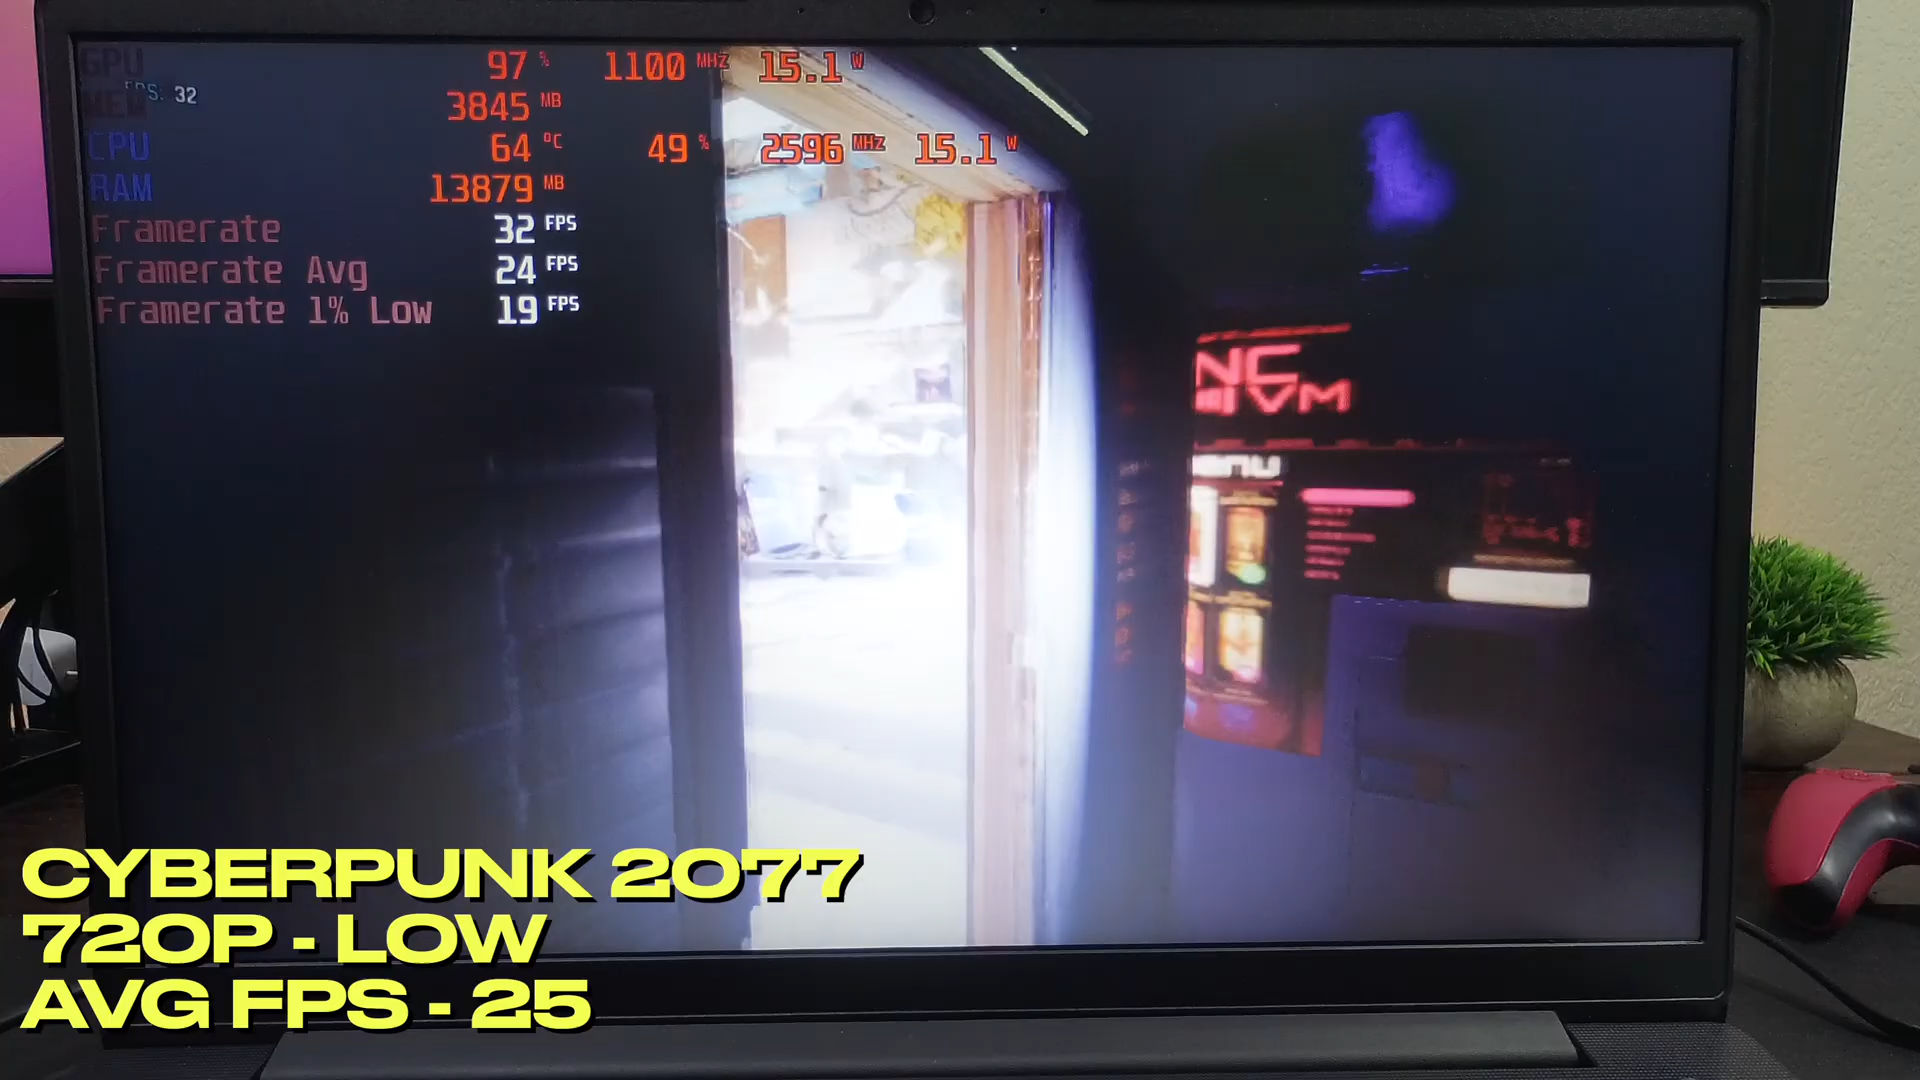 GPU 97 % 1100 MHZ 15.1 W
FPS: 32
MEM 3845 MB
CPU 64 °C 49 % 2596 MHZ 15.1 W
RAM 13879 MB
Framerate 32 FPS
Framerate Avg 24 FPS
Framerate 1% Low 19 FPS
NC
CYBERPUNK 2077
720P - LOW
AVG FPS - 25